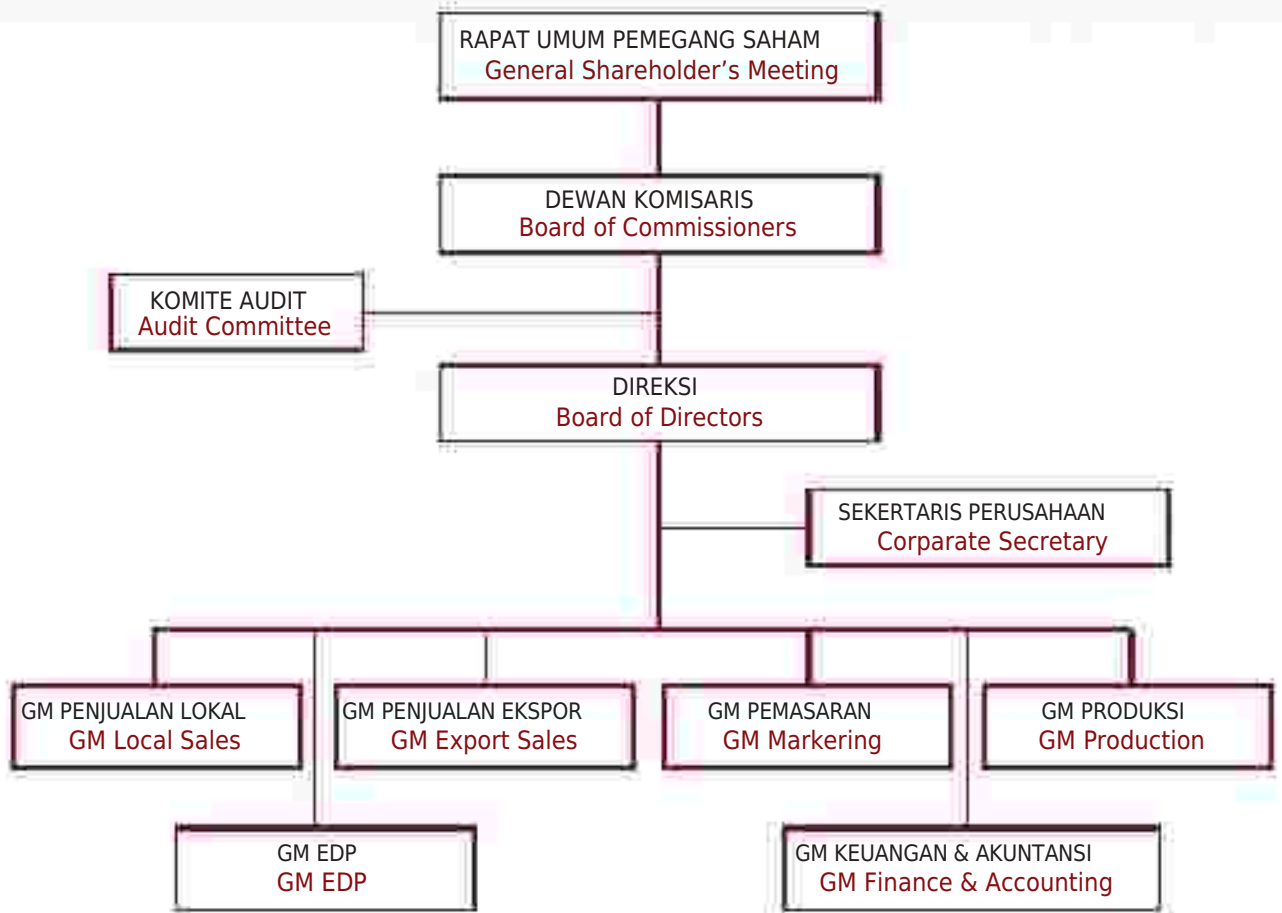 RAPAT UMUM PEMEGANG SAHAM
General Shareholder’s Meeting
DEWAN KOMISARIS
Board of Commissioners
KOMITE AUDIT
Audit Committee
DIREKSI
Board of Directors
SEKERTARIS PERUSAHAAN
Corparate Secretary
GM PENJUALAN LOKAL
GM Local Sales
GM PENJUALAN EKSPOR
GM Export Sales
GM PEMASARAN
GM Markering
GM PRODUKSI
GM Production
GM EDP
GM EDP
GM KEUANGAN & AKUNTANSI
GM Finance & Accounting